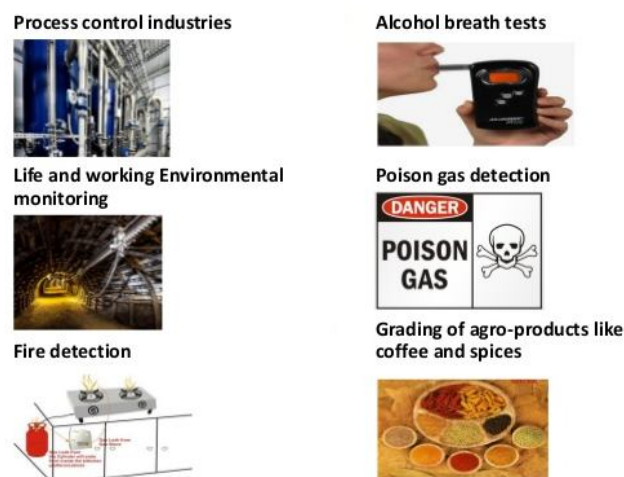 Process control industries
Alcohol breath tests
Life and working Environmental
monitoring
Poison gas detection
DANGER
POISON
GAS
Fire detection
Grading of agro-products like
coffee and spices